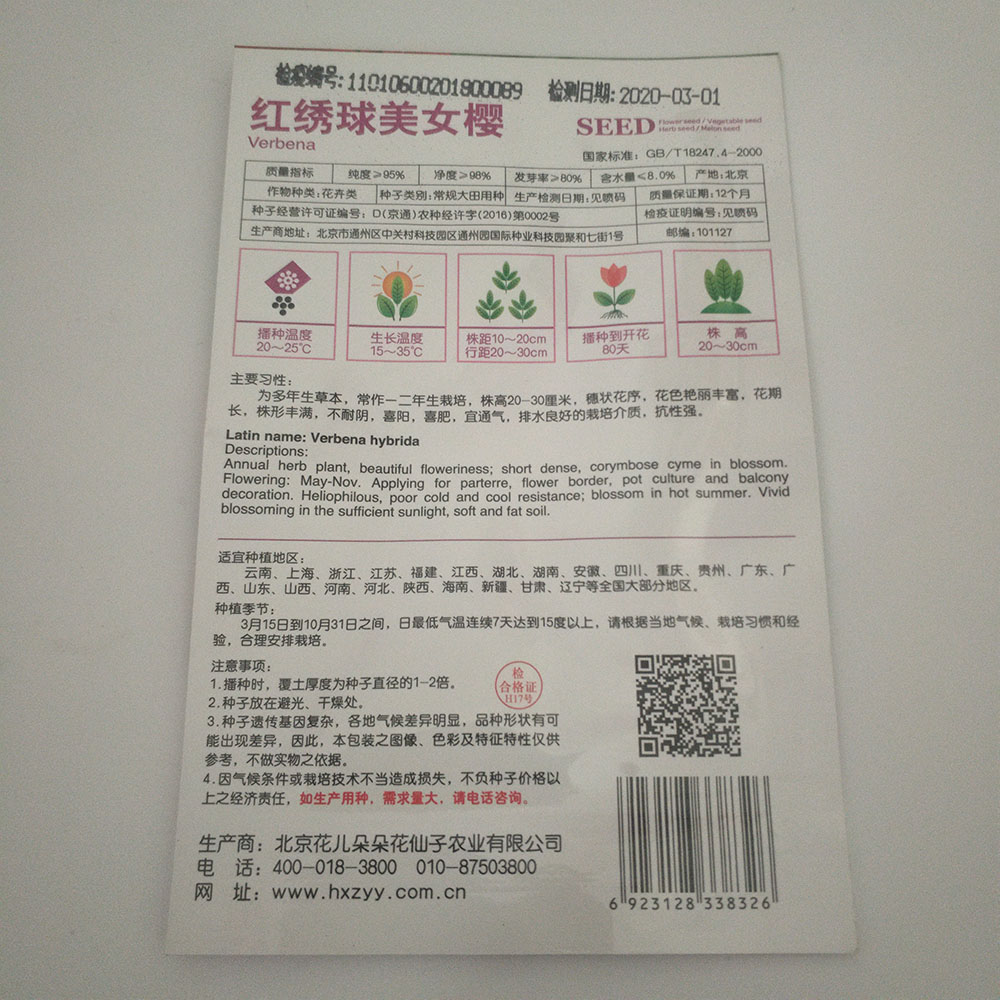 检疫编号:11010600201800089 检测日期:2020-03-01
红绣球美女樱
Verbena
SEED Flower seed / Vegetable seed
Herb seed / Melon seed
国家标准：GB/T18247.4-2000
质量指标 纯度≥95% 净度≥98% 发芽率≥80% 含水量≤8.0% 产地:北京
作物种类:花卉类 种子类别:常规大田用种 生产检测日期:见喷码 质量保证期:12个月
种子经营许可证编号：D(京通)农种经许字(2016)第0002号 检疫证明编号:见喷码
生产商地址：北京市通州区中关村科技园区通州园国际种业科技园聚和七街1号 邮编:101127
播种温度
20～25℃
生长温度
15～35℃
株距10～20cm
行距20～30cm
播种到开花
80天
株 高
20～30cm
主要习性：
为多年生草本，常作一二年生栽培，株高20-30厘米，穗状花序，花色艳丽丰富，花期
长，株形丰满，不耐阴，喜阳，喜肥，宜通气，排水良好的栽培介质，抗性强。
Latin name: Verbena hybrida
Descriptions:
Annual herb plant, beautiful floweriness; short dense, corymbose cyme in blossom.
Flowering: May-Nov. Applying for parterre, flower border, pot culture and balcony
decoration. Heliophilous, poor cold and cool resistance; blossom in hot summer. Vivid
blossoming in the sufficient sunlight, soft and fat soil.
适宜种植地区：
云南、上海、浙江、江苏、福建、江西、湖北、湖南、安徽、四川、重庆、贵州、广东、广
西、山东、山西、河南、河北、陕西、海南、新疆、甘肃、辽宁等全国大部分地区。
种植季节：
3月15日到10月31日之间，日最低气温连续7天达到15度以上，请根据当地气候、栽培习惯和经
验，合理安排栽培。
注意事项：
1.播种时，覆土厚度为种子直径的1-2倍。
2.种子放在避光、干燥处。
3.种子遗传基因复杂，各地气候差异明显，品种形状有可
能出现差异，因此，本包装之图像、色彩及特征特性仅供
参考，不做实物之依据。
4.因气候条件或栽培技术不当造成损失，不负种子价格以
上之经济责任，如生产用种，需求量大，请电话咨询。
检
合格证
H17号
生产商：北京花儿朵朵花仙子农业有限公司
电 话：400-018-3800 010-87503800
网 址：www.hxzyy.com.cn
6 923128 338326